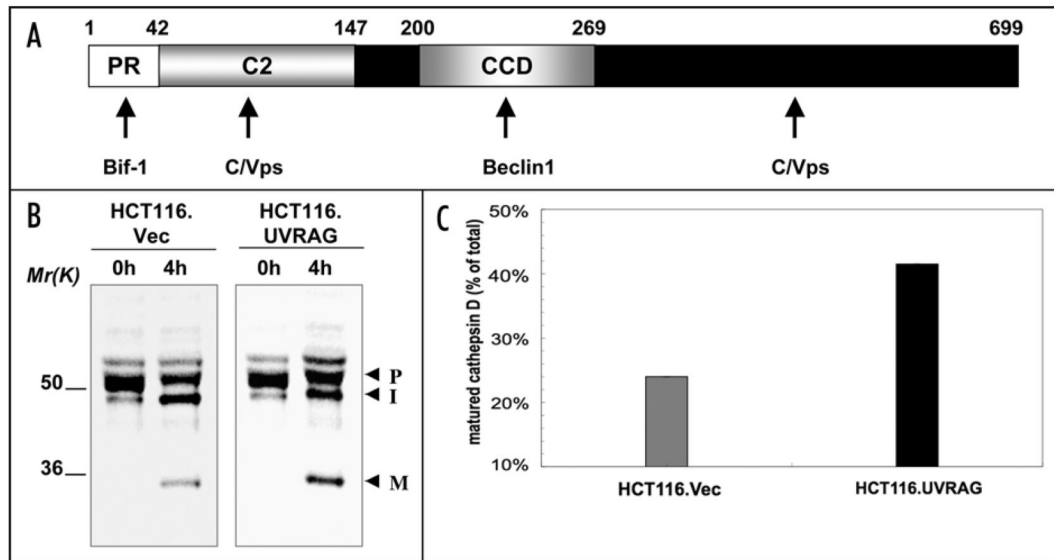 A
1 42 147 200 269 699
PR C2 CCD
Bif-1 C/Vps Beclin1 C/Vps
B
HCT116. HCT116.
Vec UVRAG
Mr(K) 0h 4h 0h 4h
50
36
P
I
M
C
matured cathepsin D (% of total)
50%
40%
30%
20%
10%
HCT116.Vec HCT116.UVRAG